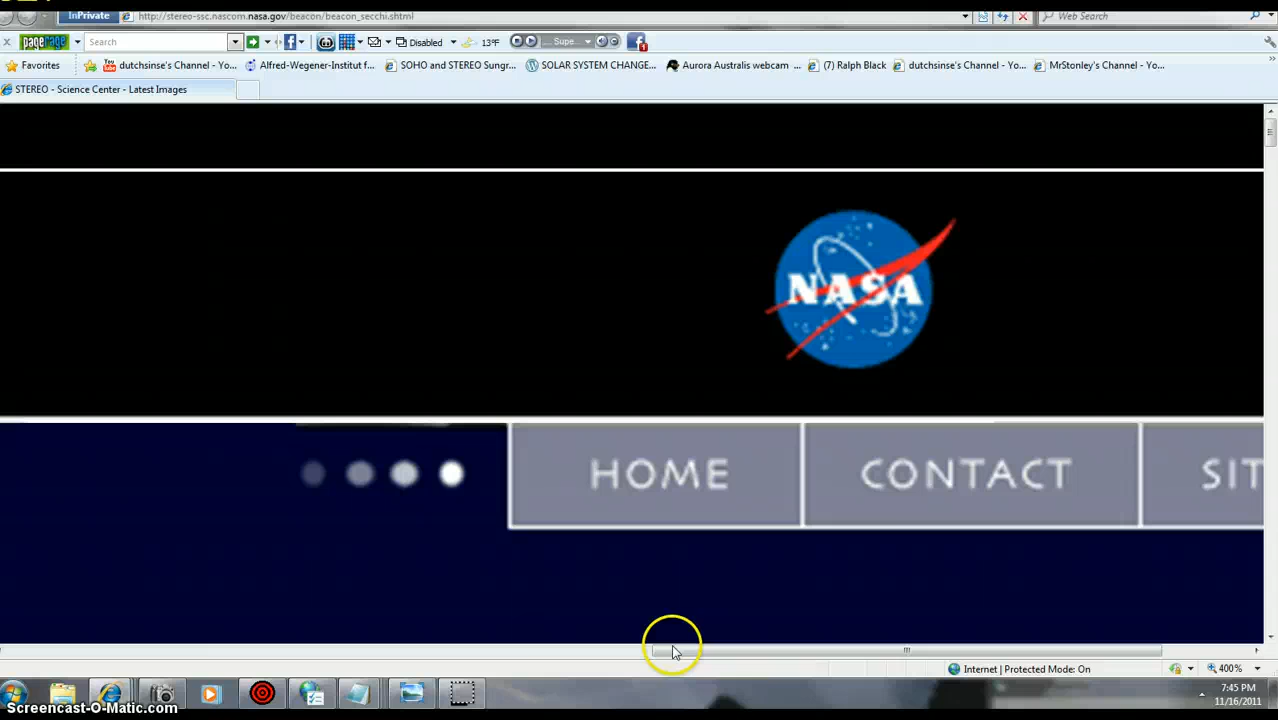 InPrivate http://stereo-ssc.nascom.nasa.gov/beacon/beacon_secchi.shtml Web Search
Search Disabled 13°F Supe... 1
Favorites dutchsinse's Channel - Yo... Alfred-Wegener-Institut f... SOHO and STEREO Sungr... SOLAR SYSTEM CHANGE... Aurora Australis webcam ... (7) Ralph Black dutchsinse's Channel - Yo... MrStonley's Channel - Yo...
STEREO - Science Center - Latest Images
NASA
HOME CONTACT SIT
Internet | Protected Mode: On 400%
7:45 PM
11/16/2011
Screencast-O-Matic.com